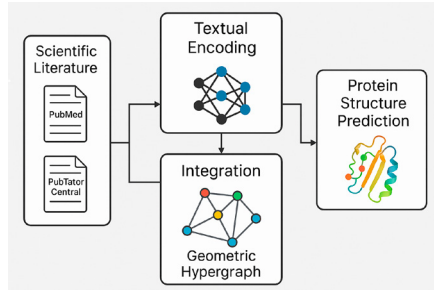 Scientific
Literature
PubMed
PubTator
Central
Textual
Encoding
Integration
Geometric
Hypergraph
Protein
Structure
Prediction